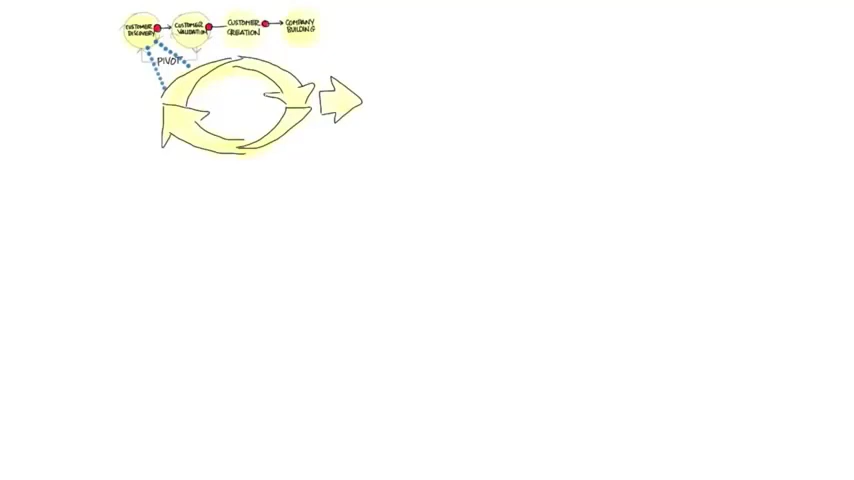 CUSTOMER
DISCOVERY
CUSTOMER
VALIDATION
CUSTOMER
CREATION
COMPANY
BUILDING
PIVOT